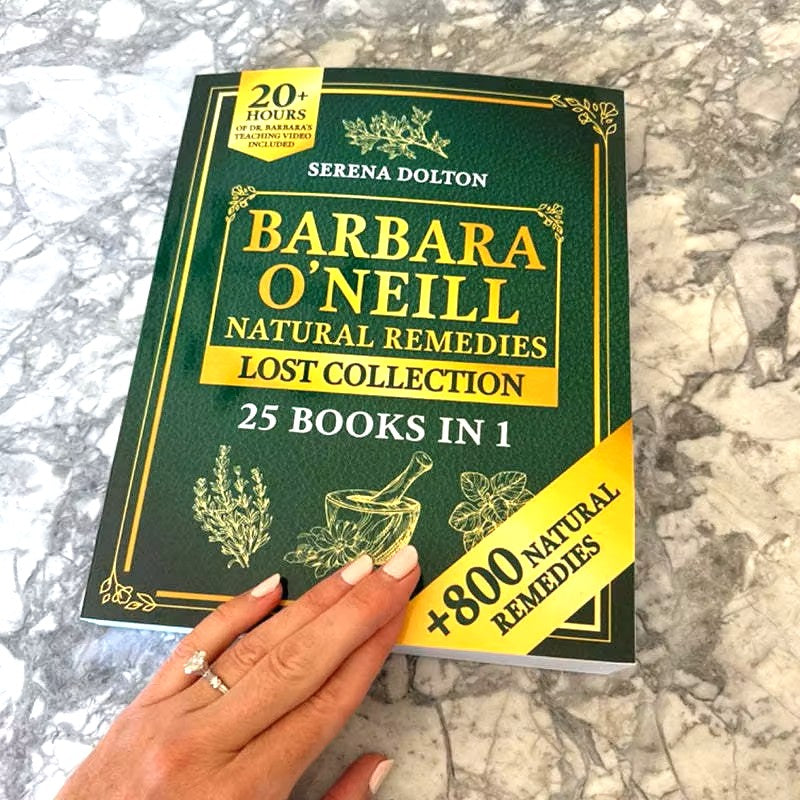 20+
HOURS
OF DR. BARBARA'S
TEACHING VIDEO
INCLUDED
SERENA DOLTON
BARBARA
O'NEILL
NATURAL REMEDIES
LOST COLLECTION
25 BOOKS IN 1
+800 NATURAL
REMEDIES